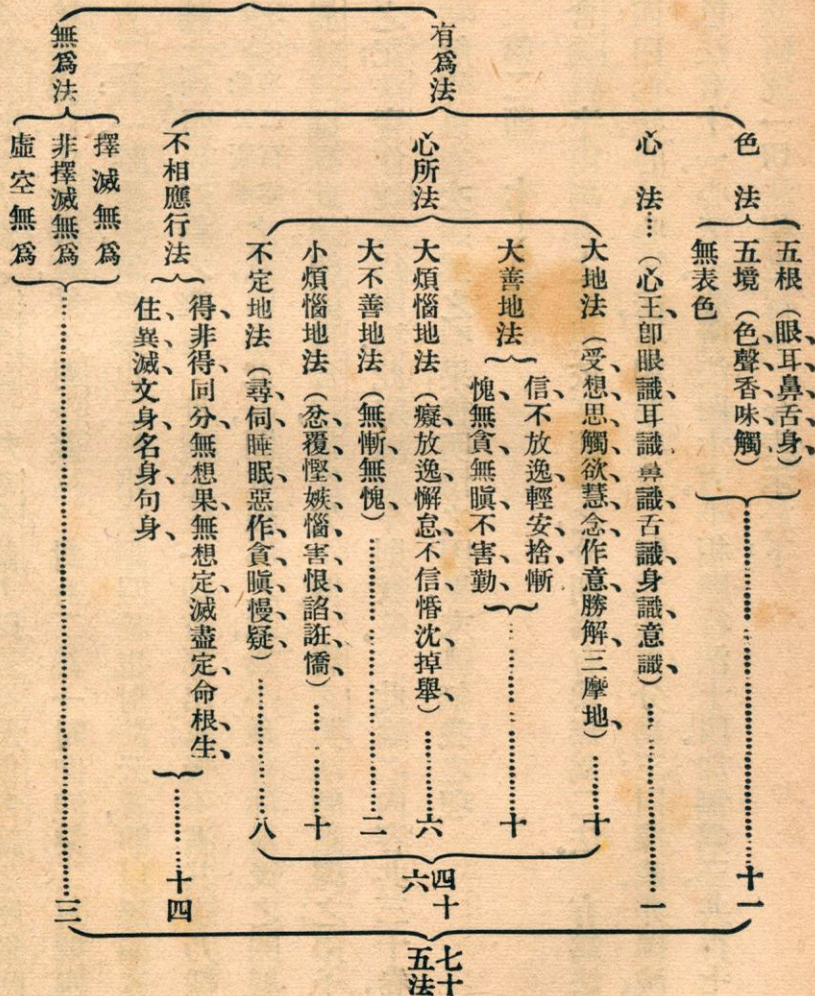 有爲法
色法
五根（眼、耳、鼻、舌、身）
五境（色、聲、香、味、觸）
無表色
十一
心法……（心王卽眼識、耳識、鼻識、舌識、身識、意識）
一
心所法
大地法（受、想、思、觸、欲、慧、念、作意、勝解、三摩地）
十
大善地法
信、不放逸、輕安、捨、慚
愧、無貪、無瞋、不害、勤、
十
大煩惱地法（癡、放逸、懈怠、不信、惛沈、掉舉、）
六
大不善地法（無慚、無愧）
二
小煩惱地法（忿、覆、慳、嫉、惱、害、恨、諂、誑、憍、）
十
不定地法（尋、伺、睡眠、惡作、貪、瞋、慢、疑、）
八
四十
六
不相應行法
得、非得、同分、無想果、無想定、滅盡定、命根、生、
住、異、滅、文身、名身、句身、
十四
無爲法
擇滅無爲
非擇滅無爲
虛空無爲
三
七十
五法